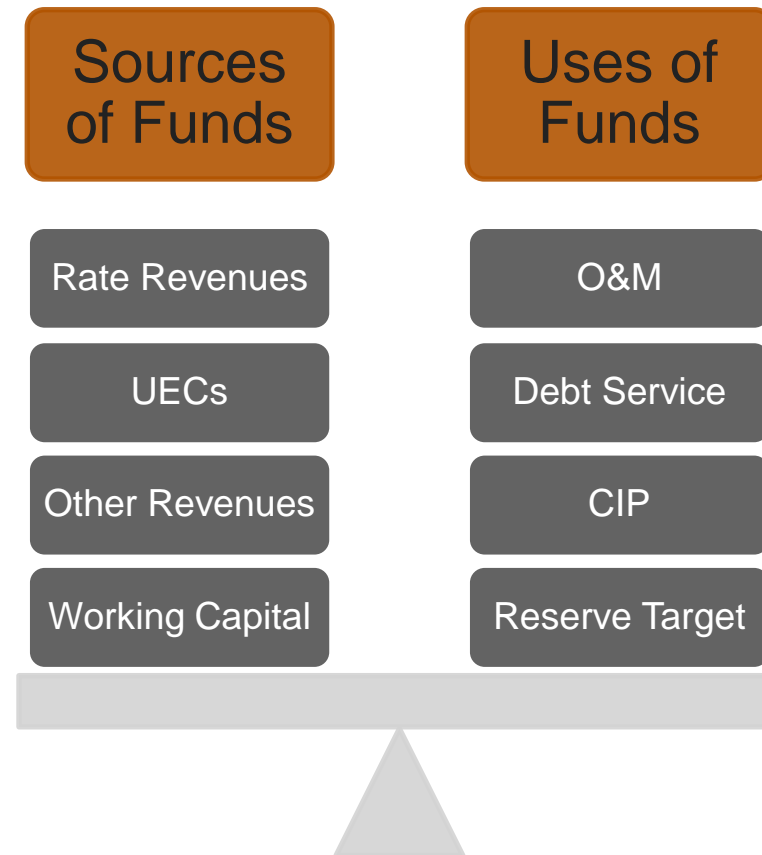 Sources
of Funds
Uses of
Funds
Rate Revenues
O&M
UECs
Debt Service
Other Revenues
CIP
Working Capital
Reserve Target